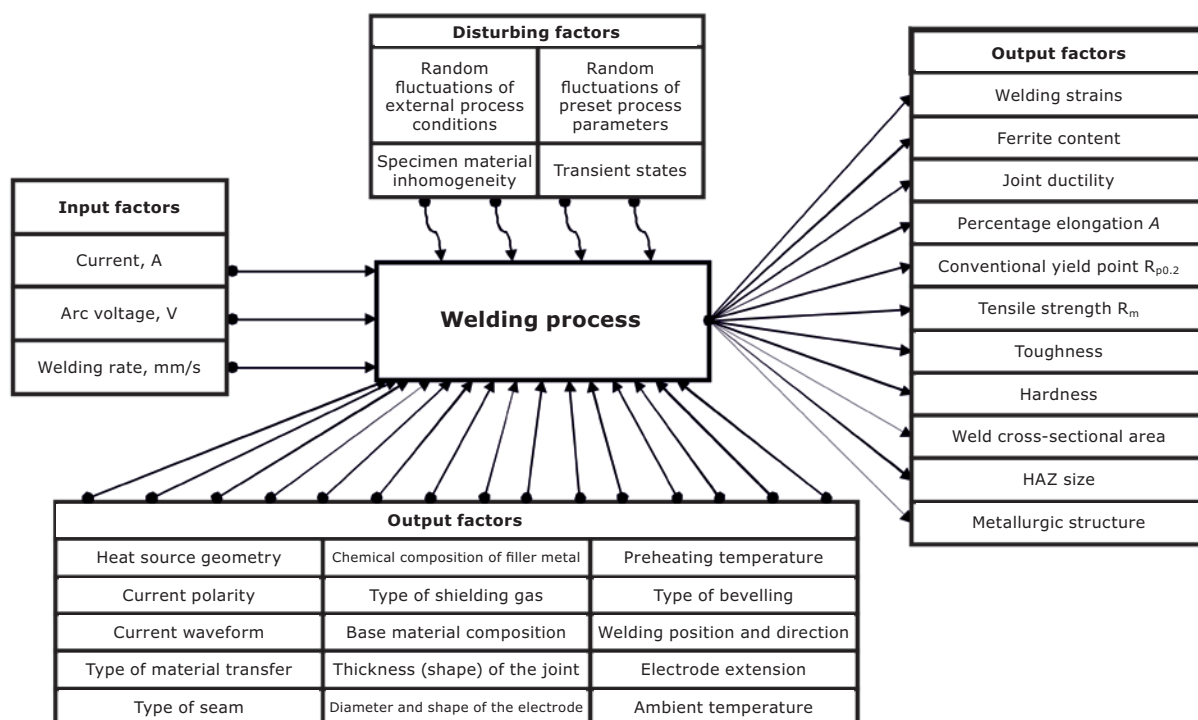 Disturbing factors
Random
fluctuations of
external process
conditions
Random
fluctuations of
preset process
parameters
Specimen material
inhomogeneity
Transient states
Input factors
Current, A
Arc voltage, V
Welding rate, mm/s
Welding process
Output factors
Welding strains
Ferrite content
Joint ductility
Percentage elongation A
Conventional yield point Rp0.2
Tensile strength Rm
Toughness
Hardness
Weld cross-sectional area
HAZ size
Metallurgic structure
Output factors
Heat source geometry
Chemical composition of filler metal
Preheating temperature
Current polarity
Type of shielding gas
Type of bevelling
Current waveform
Base material composition
Welding position and direction
Type of material transfer
Thickness (shape) of the joint
Electrode extension
Type of seam
Diameter and shape of the electrode
Ambient temperature